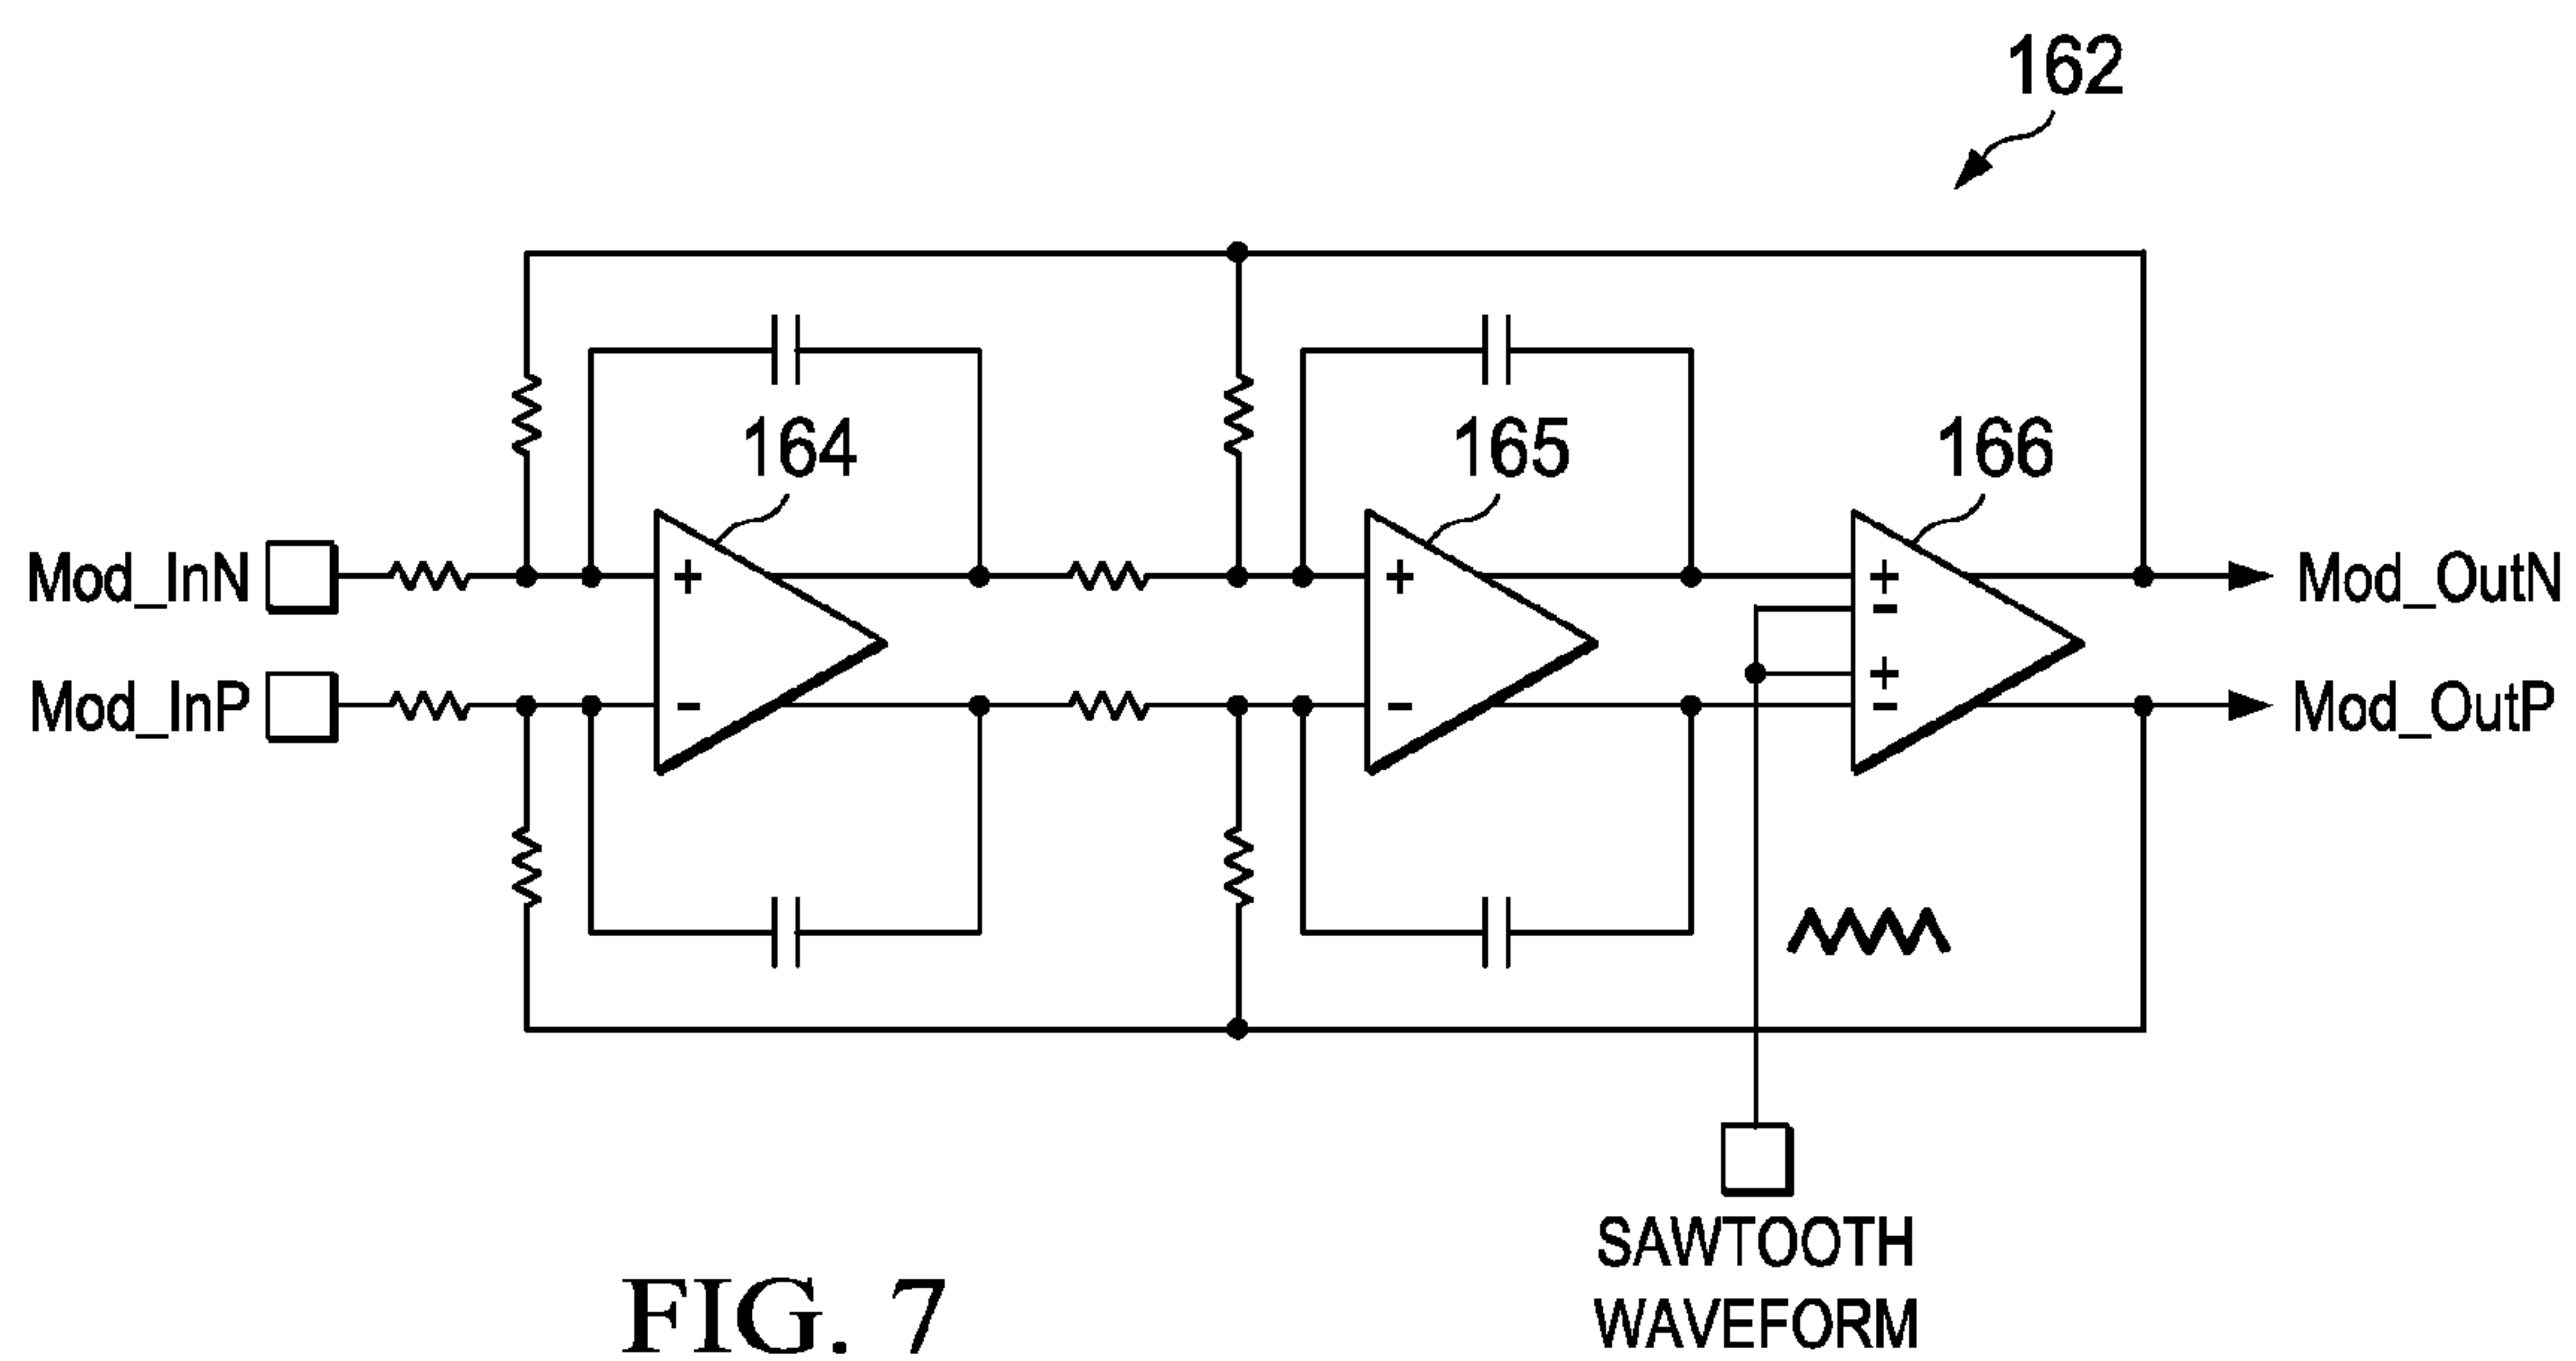 162
164
165
166
Mod_InN
+
+
+
-
Mod_OutN
Mod_InP
-
-
+
-
Mod_OutP
SAWTOOTH
WAVEFORM
FIG. 7